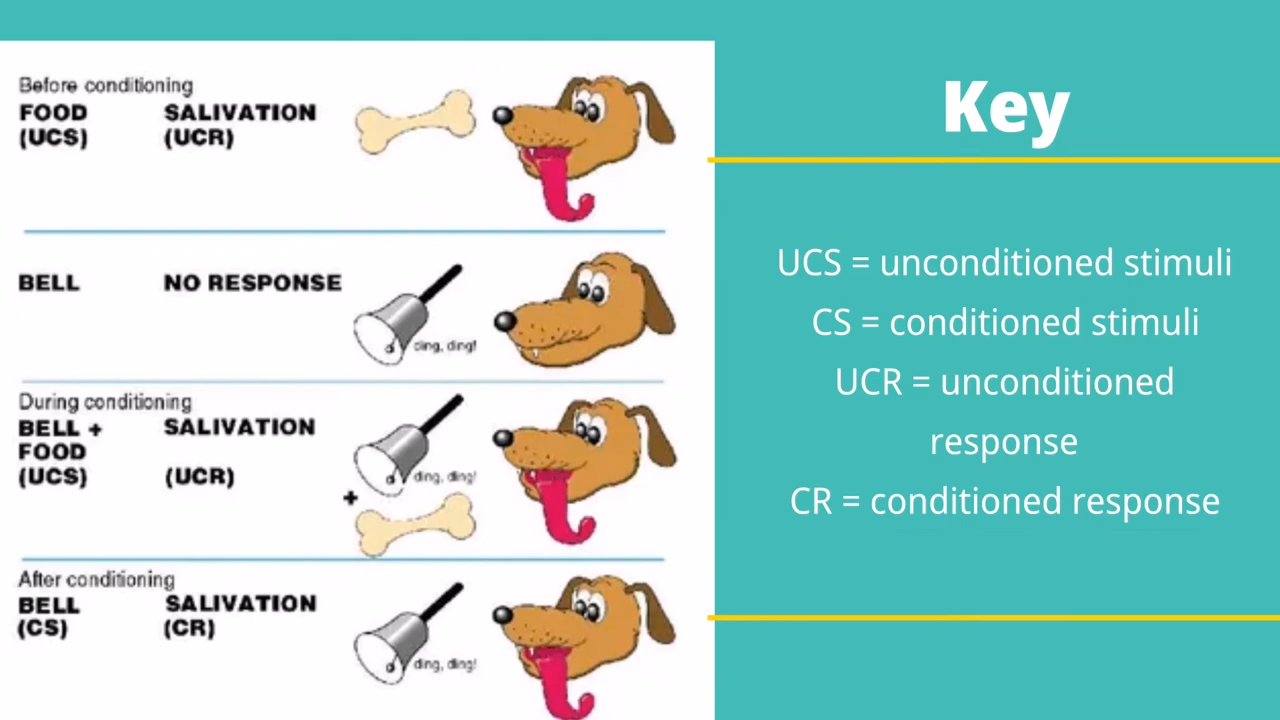 Before conditioning
FOOD SALIVATION
(UCS) (UCR)
BELL NO RESPONSE
ding, ding!
During conditioning
BELL + SALIVATION
FOOD
(UCS) (UCR)
ding, ding!
+
After conditioning
BELL SALIVATION
(CS) (CR)
ding, ding!
Key
UCS = unconditioned stimuli
CS = conditioned stimuli
UCR = unconditioned
response
CR = conditioned response